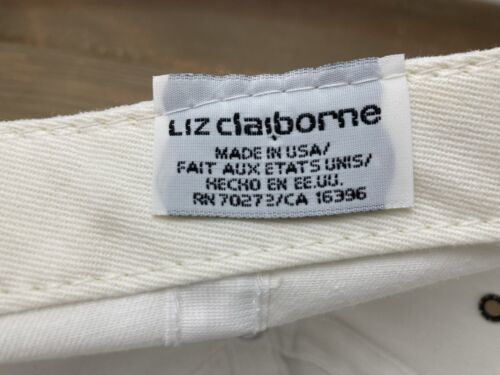 Liz claiborne
MADE IN USA/
FAIT AUX ETATS UNIS/
HECHO EN EE.UU.
RN 70272/CA 16396